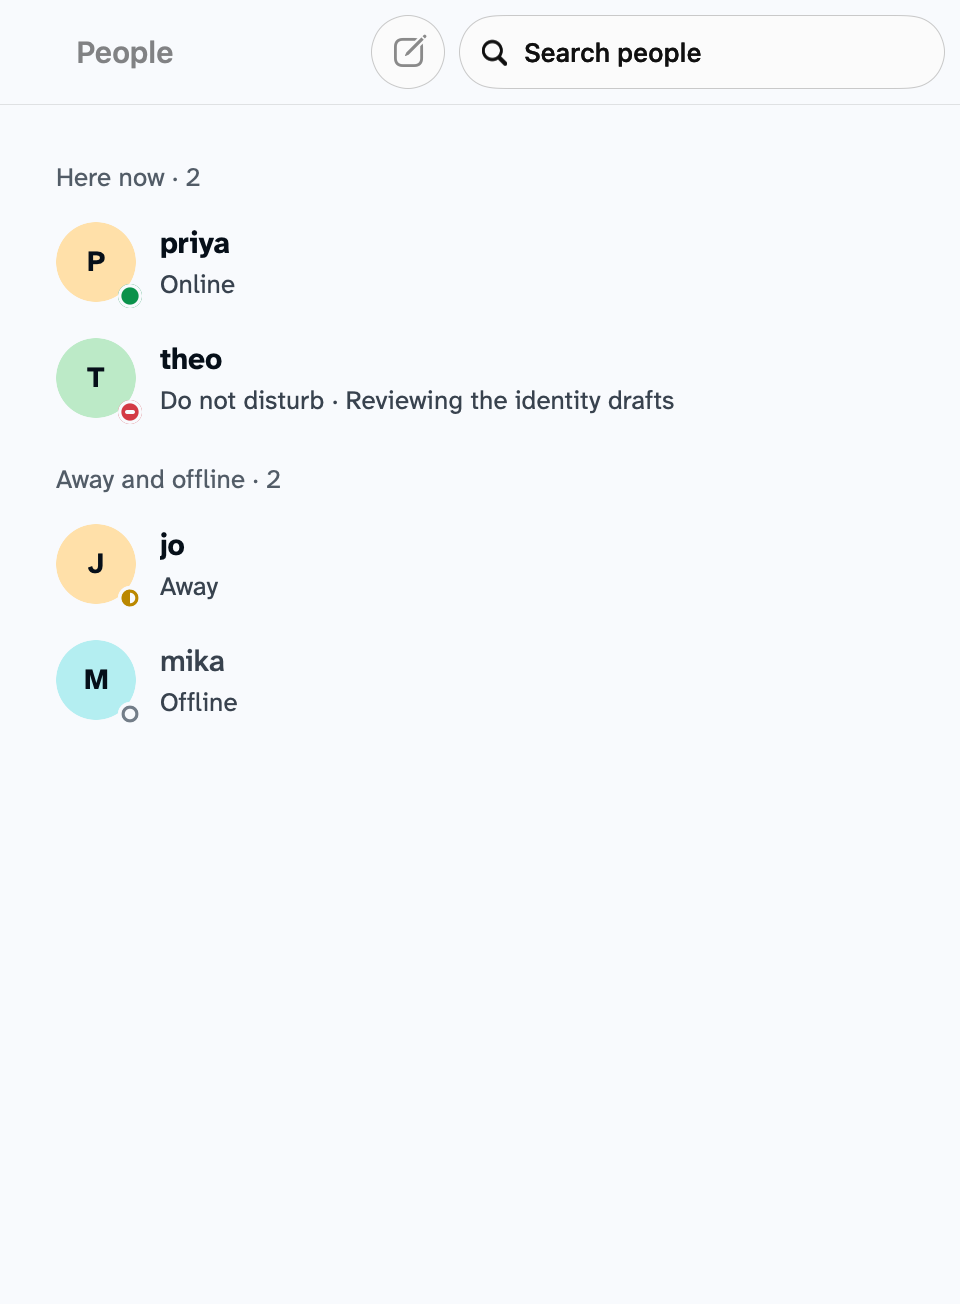 People
Search people
Here now · 2
P
priya
Online
T
theo
Do not disturb · Reviewing the identity drafts
Away and offline · 2
J
jo
Away
M
mika
Offline